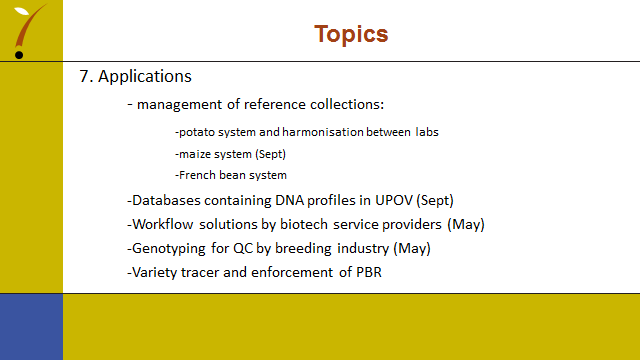 Topics
7. Applications
- management of reference collections:
-potato system and harmonisation between labs
-maize system (Sept)
-French bean system
-Databases containing DNA profiles in UPOV (Sept)
-Workflow solutions by biotech service providers (May)
-Genotyping for QC by breeding industry (May)
-Variety tracer and enforcement of PBR